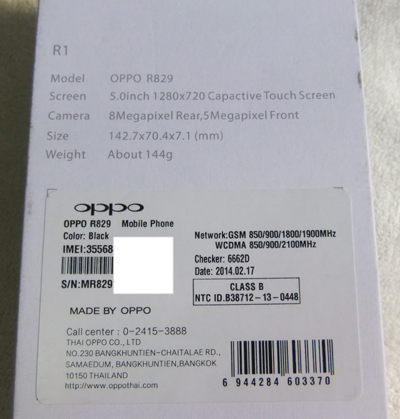 R1
Model OPPO R829
Screen 5.0inch 1280x720 Capactive Touch Screen
Camera 8Megapixel Rear,5Megapixel Front
Size 142.7x70.4x7.1 (mm)
Weight About 144g
oppo
OPPO R829 Mobile Phone
Color: Black
IMEI:35568
S/N:MR829
Network:GSM 850/900/1800/1900MHz
WCDMA 850/900/2100MHz
Checker: 6662D
Date: 2014.02.17
CLASS B
NTC ID.B38712-13-0448
MADE BY OPPO
Call center : 0-2415-3888
THAI OPPO CO., LTD
NO.230 BANGKHUNTIEN-CHAITALAE RD.,
SAMAEDUM, BANGKHUNTIEN,BANGKOK
10150 THAILAND
http://www.oppothai.com
6 944284 603370